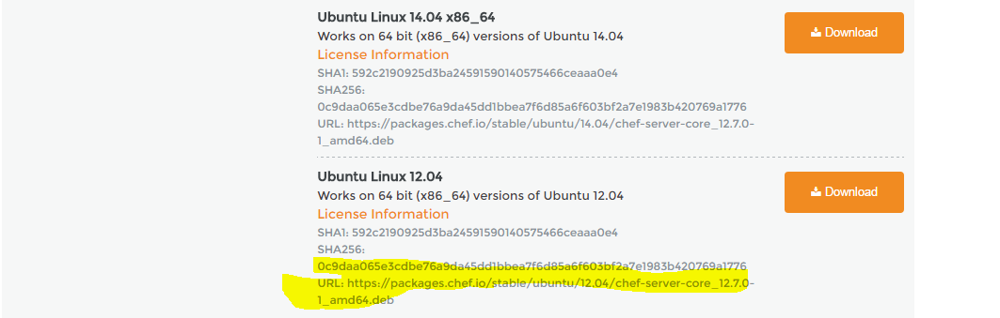 Ubuntu Linux 14.04 x86_64
Works on 64 bit (x86_64) versions of Ubuntu 14.04
Download
License Information
SHA1: 592c2190925d3ba24591590140575466ceaaa0e4
SHA256:
0c9daa065e3cdbe76a9da45dd1bbea7f6d85a6f603bf2a7e1983b420769a1776
URL: https://packages.chef.io/stable/ubuntu/14.04/chef-server-core_12.7.0-
1_amd64.deb
Ubuntu Linux 12.04
Works on 64 bit (x86_64) versions of Ubuntu 12.04
Download
License Information
SHA1: 592c2190925d3ba24591590140575466ceaaa0e4
SHA256:
0c9daa065e3cdbe76a9da45dd1bbea7f6d85a6f603bf2a7e1983b420769a1776
URL: https://packages.chef.io/stable/ubuntu/12.04/chef-server-core_12.7.0-
1_amd64.deb